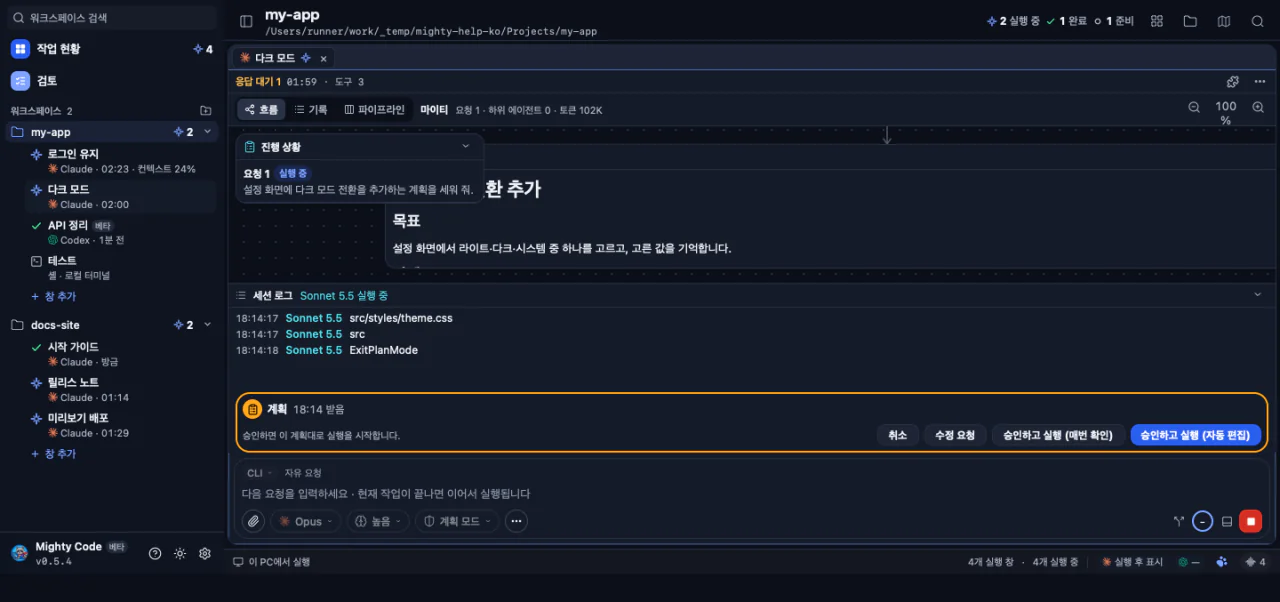 워크스페이스 검색
작업 현황 4
검토
워크스페이스 2
my-app 2
로그인 유지
Claude · 02:23 · 컨텍스트 24%
다크 모드
Claude · 02:00
API 정리 베타
Codex · 1분 전
테스트
셸 · 로컬 터미널
+ 창 추가
docs-site 2
시작 가이드
Claude · 방금
릴리스 노트
Claude · 01:14
미리보기 배포
Claude · 01:29
+ 창 추가
Mighty Code 베타
v0.5.4
my-app
/Users/runner/work/_temp/mighty-help-ko/Projects/my-app
2 실행 중 1 완료 1 준비
다크 모드
응답 대기 1 01:59 · 도구 3
흐름 기록 파이프라인 마이티 요청 1 · 하위 에이전트 0 · 토큰 102K
100
%
진행 상황
요청 1 실행 중
설정 화면에 다크 모드 전환을 추가하는 계획을 세워 줘.
환 추가
목표
설정 화면에서 라이트·다크·시스템 중 하나를 고르고, 고른 값을 기억합니다.
세션 로그 Sonnet 5.5 실행 중
18:14:17 Sonnet 5.5 src/styles/theme.css
18:14:17 Sonnet 5.5 src
18:14:18 Sonnet 5.5 ExitPlanMode
계획 18:14 받음
승인하면 이 계획대로 실행을 시작합니다.
취소 수정 요청 승인하고 실행 (매번 확인) 승인하고 실행 (자동 편집)
CLI 자유 요청
다음 요청을 입력하세요 · 현재 작업이 끝나면 이어서 실행됩니다
Opus 높음 계획 모드
이 PC에서 실행
4개 실행 창 · 4개 실행 중 실행 후 표시 — 4